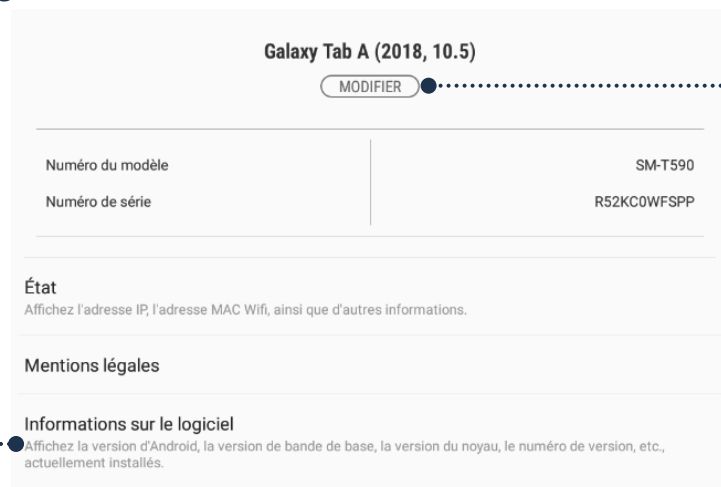 Galaxy Tab A (2018, 10.5)
MODIFIER
Numéro du modèle SM-T590
Numéro de série R52KC0WFSPP
État
Affichez l'adresse IP, l'adresse MAC Wifi, ainsi que d'autres informations.
Mentions légales
Informations sur le logiciel
Affichez la version d'Android, la version de bande de base, la version du noyau, le numéro de version, etc.,
actuellement installés.